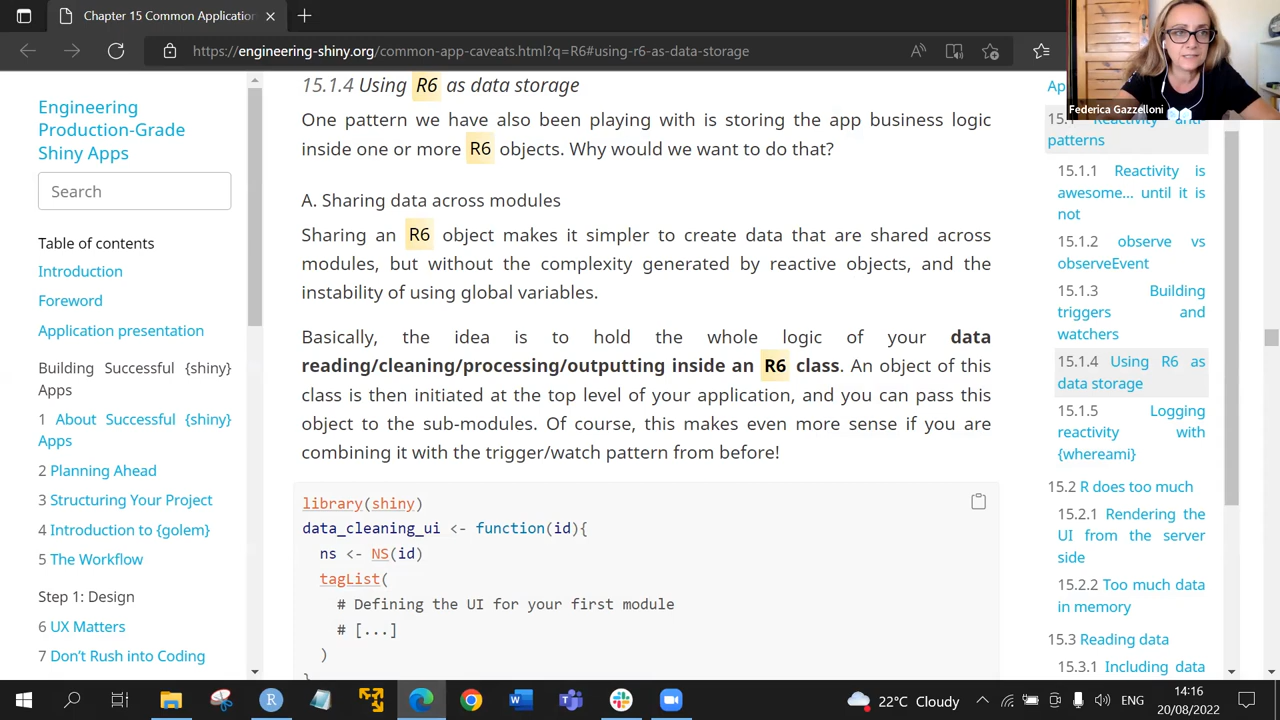 Chapter 15 Common Application
https://engineering-shiny.org/common-app-caveats.html?q=R6#using-r6-as-data-storage
Federica Gazzelloni
Engineering
Production-Grade
Shiny Apps
Search
Table of contents
Introduction
Foreword
Application presentation
Building Successful {shiny}
Apps
1 About Successful {shiny}
Apps
2 Planning Ahead
3 Structuring Your Project
4 Introduction to {golem}
5 The Workflow
Step 1: Design
6 UX Matters
7 Don't Rush into Coding
15.1.4 Using R6 as data storage
One pattern we have also been playing with is storing the app business logic
inside one or more R6 objects. Why would we want to do that?
A. Sharing data across modules
Sharing an R6 object makes it simpler to create data that are shared across
modules, but without the complexity generated by reactive objects, and the
instability of using global variables.
Basically, the idea is to hold the whole logic of your data
reading/cleaning/processing/outputting inside an R6 class. An object of this
class is then initiated at the top level of your application, and you can pass this
object to the sub-modules. Of course, this makes even more sense if you are
combining it with the trigger/watch pattern from before!
library(shiny)
data_cleaning_ui <- function(id){
ns <- NS(id)
tagList(
# Defining the UI for your first module
# [...]
)
}
Ap
15.1 Reactivity anti-
patterns
15.1.1 Reactivity is
awesome... until it is
not
15.1.2 observe vs
observeEvent
15.1.3 Building
triggers and
watchers
15.1.4 Using R6 as
data storage
15.1.5 Logging
reactivity with
{whereami}
15.2 R does too much
15.2.1 Rendering the
UI from the server
side
15.2.2 Too much data
in memory
15.3 Reading data
15.3.1 Including data
22°C Cloudy
ENG
14:16
20/08/2022